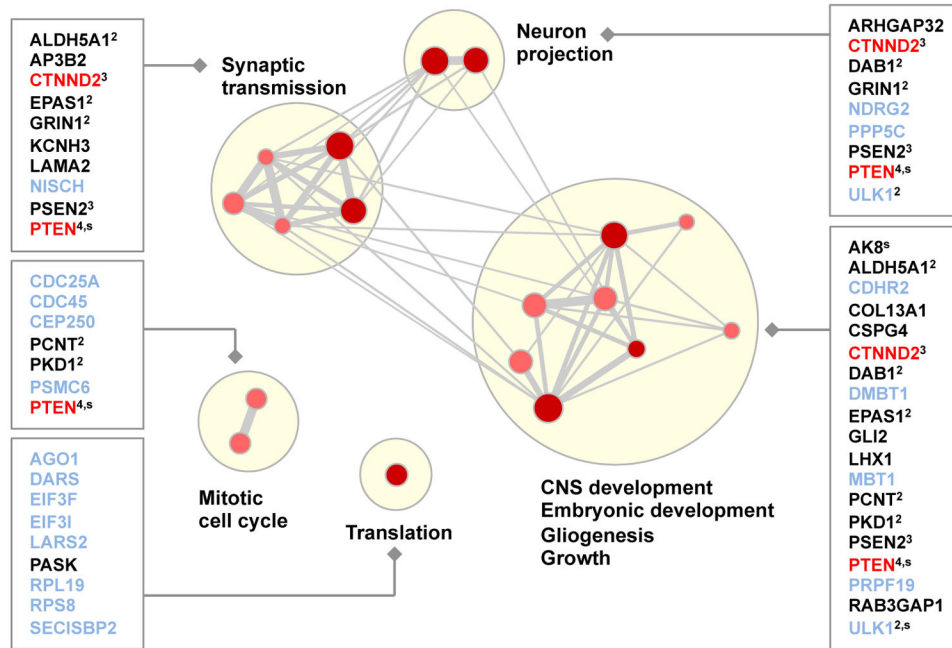 ALDH5A1²
AP3B2
CTNND2³
EPAS1²
GRIN1²
KCNH3
LAMA2
NISCH
PSEN2³
PTEN⁴,ˢ
Synaptic
transmission
Neuron
projection
ARHGAP32
CTNND2³
DAB1²
GRIN1²
NDRG2
PPP5C
PSEN2³
PTEN⁴,ˢ
ULK1²
CDC25A
CDC45
CEP250
PCNT²
PKD1²
PSMC6
PTEN⁴,ˢ
Mitotic
cell cycle
AGO1
DARS
EIF3F
EIF3I
LARS2
PASK
RPL19
RPS8
SECISBP2
Translation
CNS development
Embryonic development
Gliogenesis
Growth
AK8ˢ
ALDH5A1²
CDHR2
COL13A1
CSPG4
CTNND2³
DAB1²
DMBT1
EPAS1²
GLI2
LHX1
MBT1
PCNT²
PKD1²
PSEN2³
PTEN⁴,ˢ
PRPF19
RAB3GAP1
ULK1²,ˢ